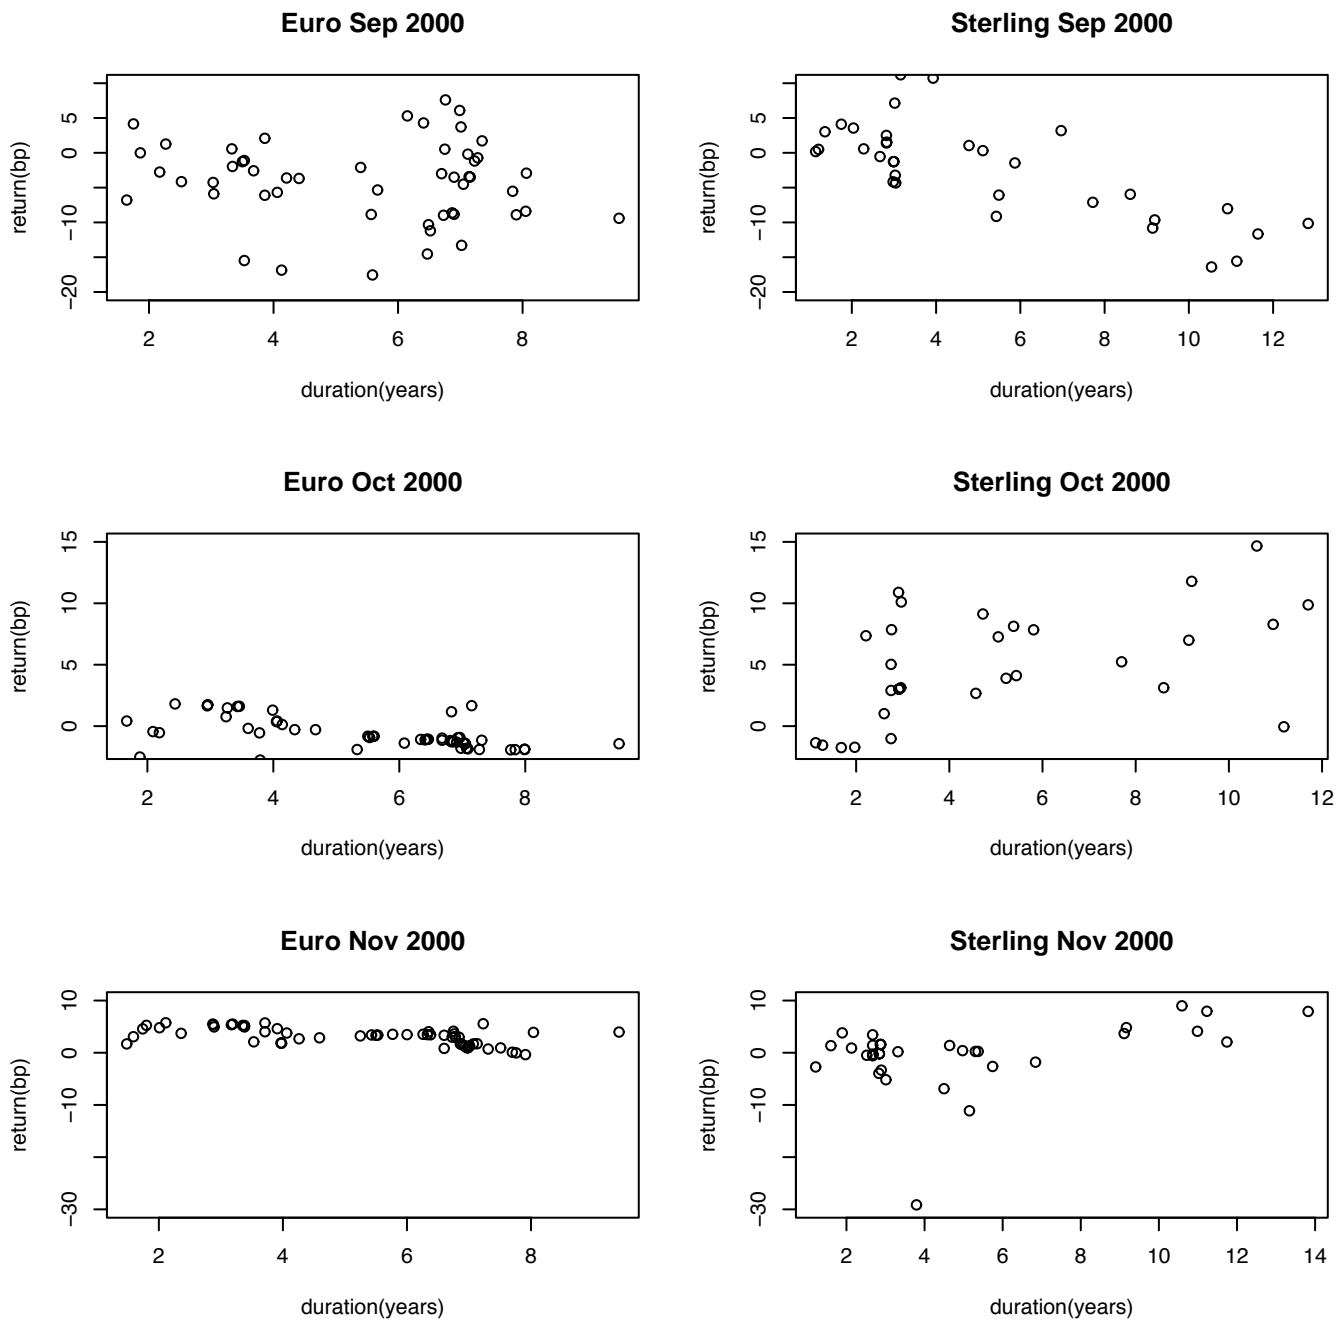 Euro Sep 2000
return(bp)
5
0
−10
−20
2 4 6 8
duration(years)
Sterling Sep 2000
return(bp)
5
0
−10
−20
2 4 6 8 10 12
duration(years)
Euro Oct 2000
return(bp)
15
10
5
0
2 4 6 8
duration(years)
Sterling Oct 2000
return(bp)
15
10
5
0
2 4 6 8 10 12
duration(years)
Euro Nov 2000
return(bp)
10
0
−10
−30
2 4 6 8
duration(years)
Sterling Nov 2000
return(bp)
10
0
−10
−30
2 4 6 8 10 12 14
duration(years)